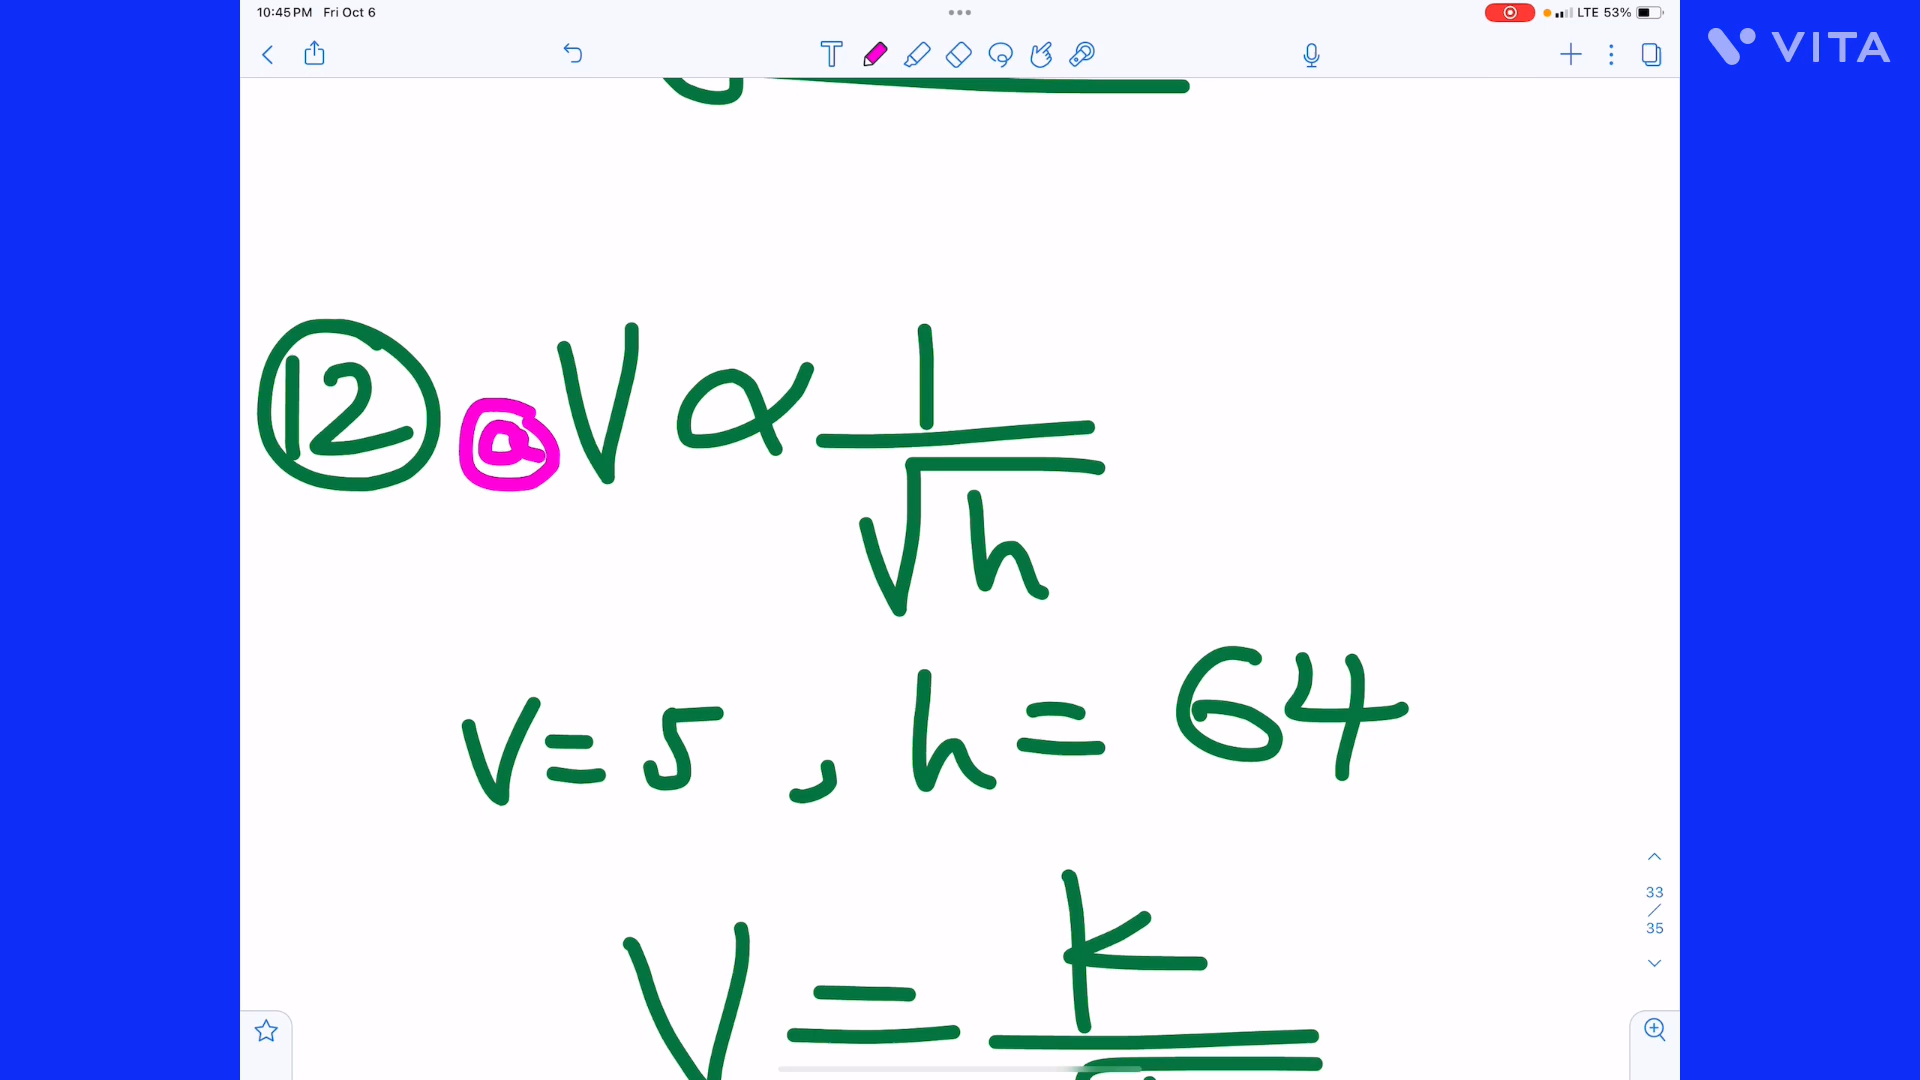 10:45 PM Fri Oct 6
LTE 53%
VITA
T
12 a V ∝ 1/√h
V = 5 , h = 64
33
/
35
V = k/√